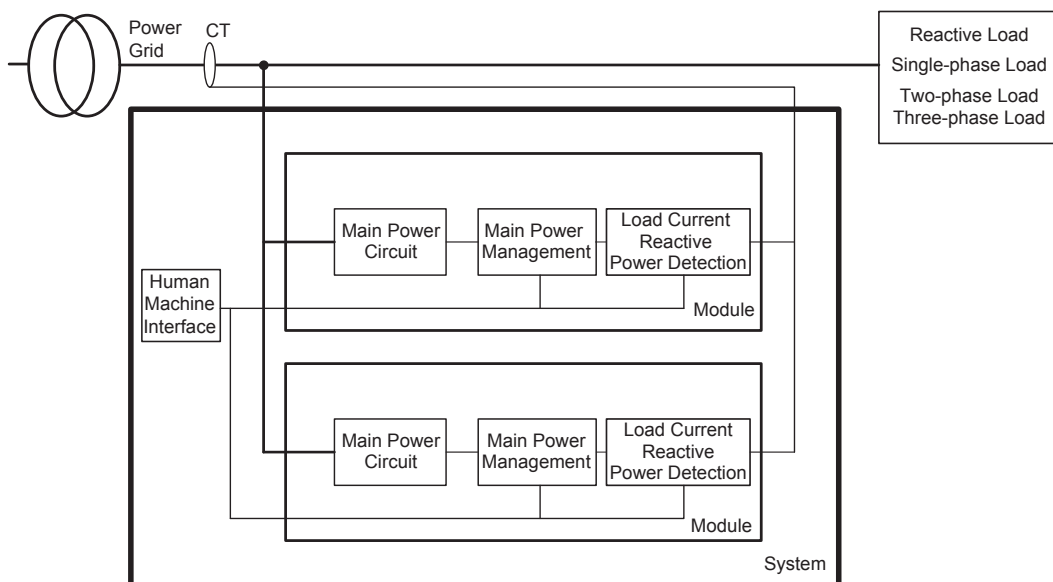 Power
Grid
CT
Reactive Load
Single-phase Load
Two-phase Load
Three-phase Load
Main Power
Circuit
Main Power
Management
Load Current
Reactive
Power Detection
Module
Human
Machine
Interface
Main Power
Circuit
Main Power
Management
Load Current
Reactive
Power Detection
Module
System